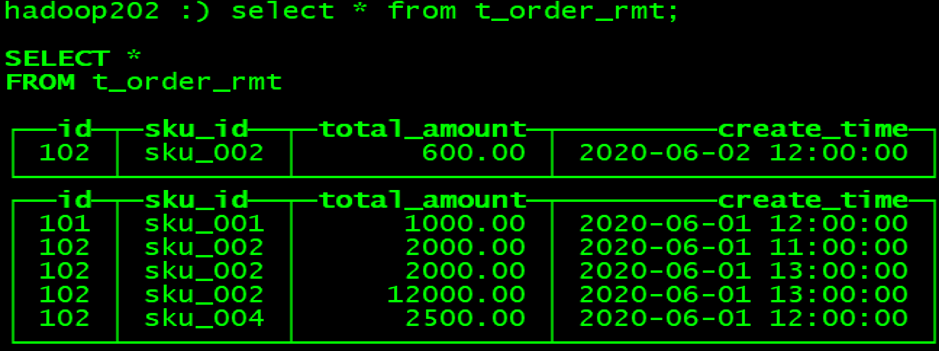 hadoop202 :) select * from t_order_rmt;
SELECT *
FROM t_order_rmt
id sku_id total_amount create_time
102 sku_002 600.00 2020-06-02 12:00:00
id sku_id total_amount create_time
101 sku_001 1000.00 2020-06-01 12:00:00
102 sku_002 2000.00 2020-06-01 11:00:00
102 sku_002 2000.00 2020-06-01 13:00:00
102 sku_002 12000.00 2020-06-01 13:00:00
102 sku_004 2500.00 2020-06-01 12:00:00